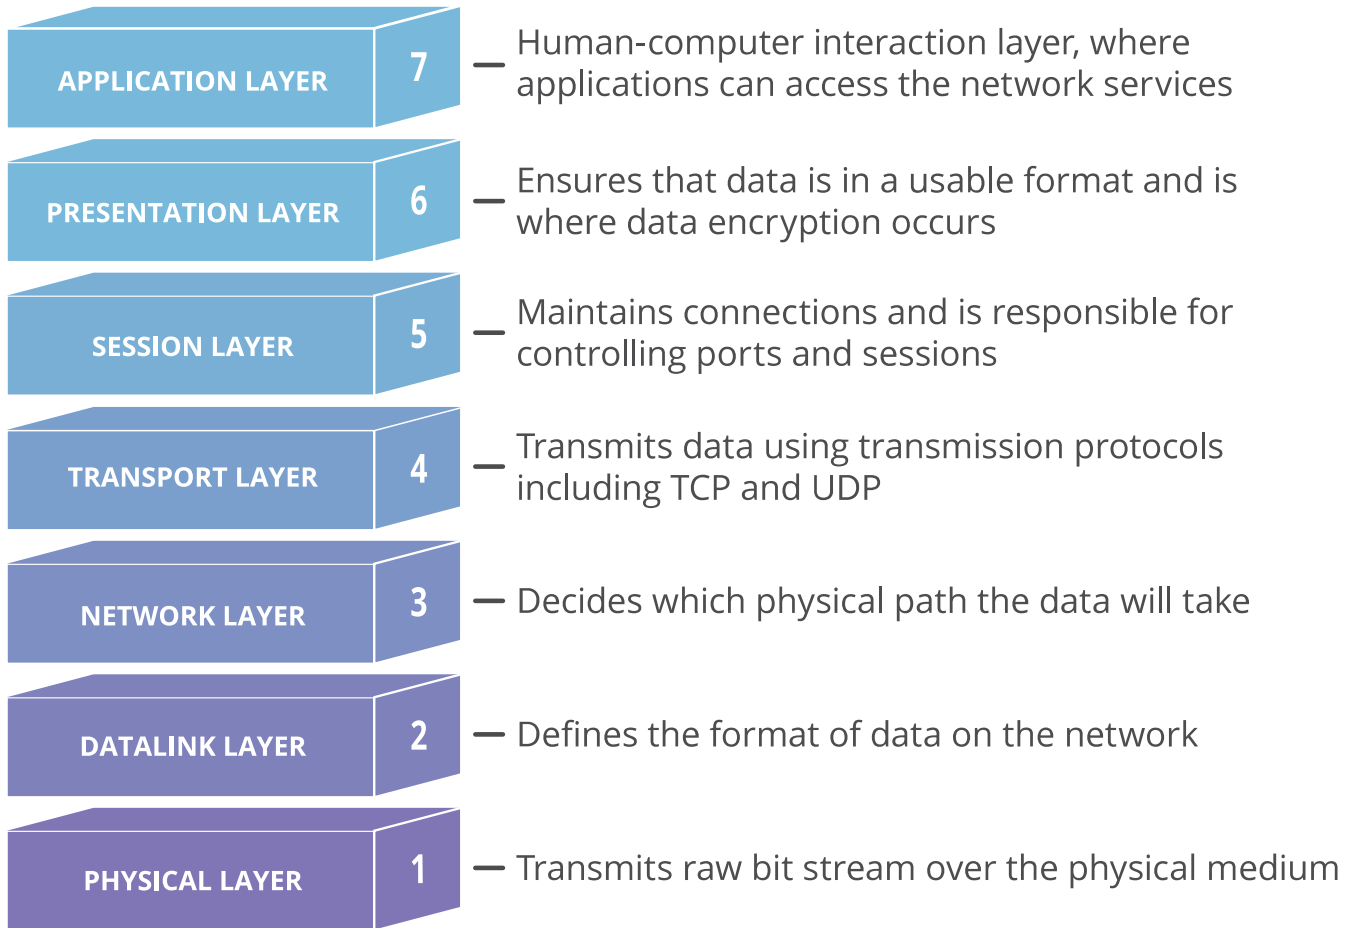 APPLICATION LAYER
7
Human-computer interaction layer, where
applications can access the network services
PRESENTATION LAYER
6
Ensures that data is in a usable format and is
where data encryption occurs
SESSION LAYER
5
Maintains connections and is responsible for
controlling ports and sessions
TRANSPORT LAYER
4
Transmits data using transmission protocols
including TCP and UDP
NETWORK LAYER
3
Decides which physical path the data will take
DATALINK LAYER
2
Defines the format of data on the network
PHYSICAL LAYER
1
Transmits raw bit stream over the physical medium